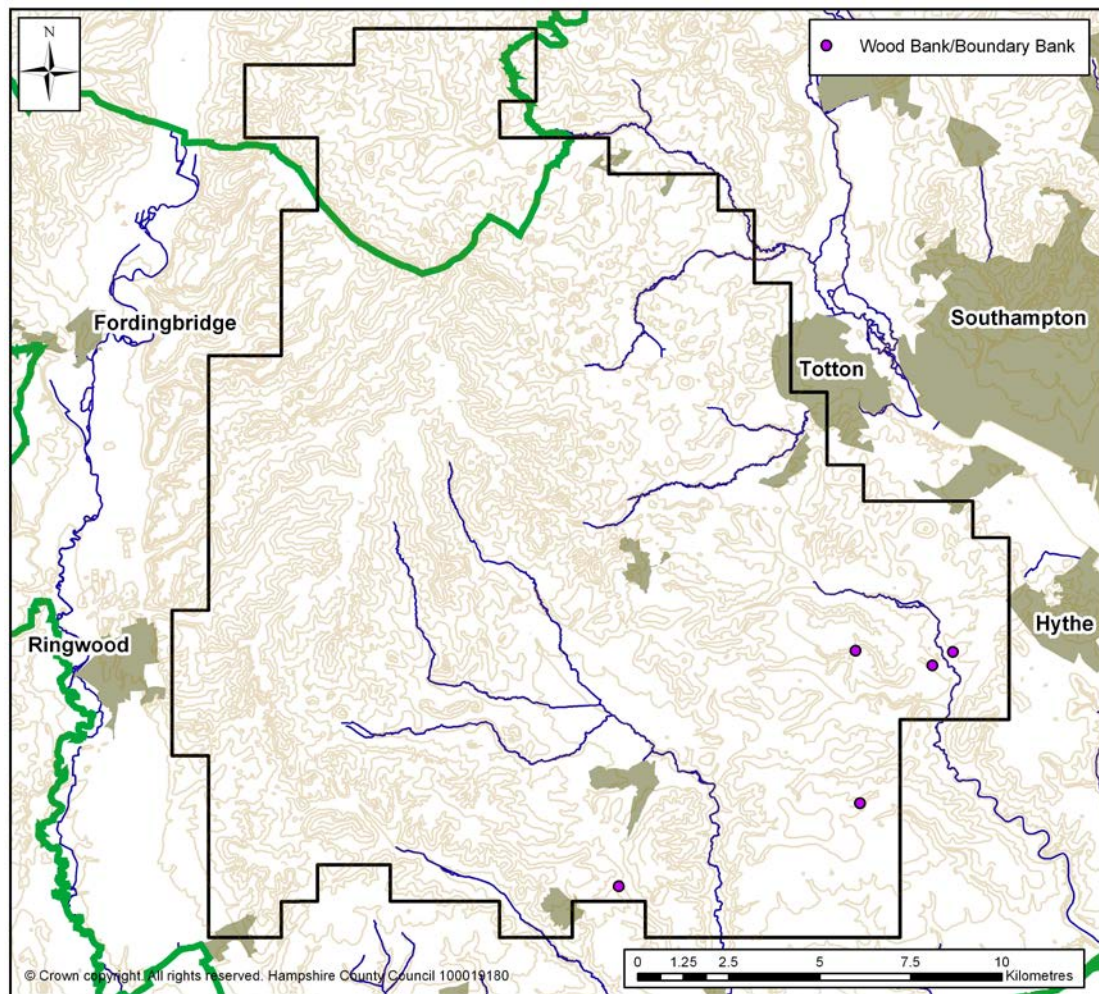 N
Wood Bank/Boundary Bank
Fordingbridge
Southampton
Totton
Ringwood
Hythe
© Crown copyright. All rights reserved. Hampshire County Council 100019180
0 1.25 2.5 5 7.5 10
Kilometres